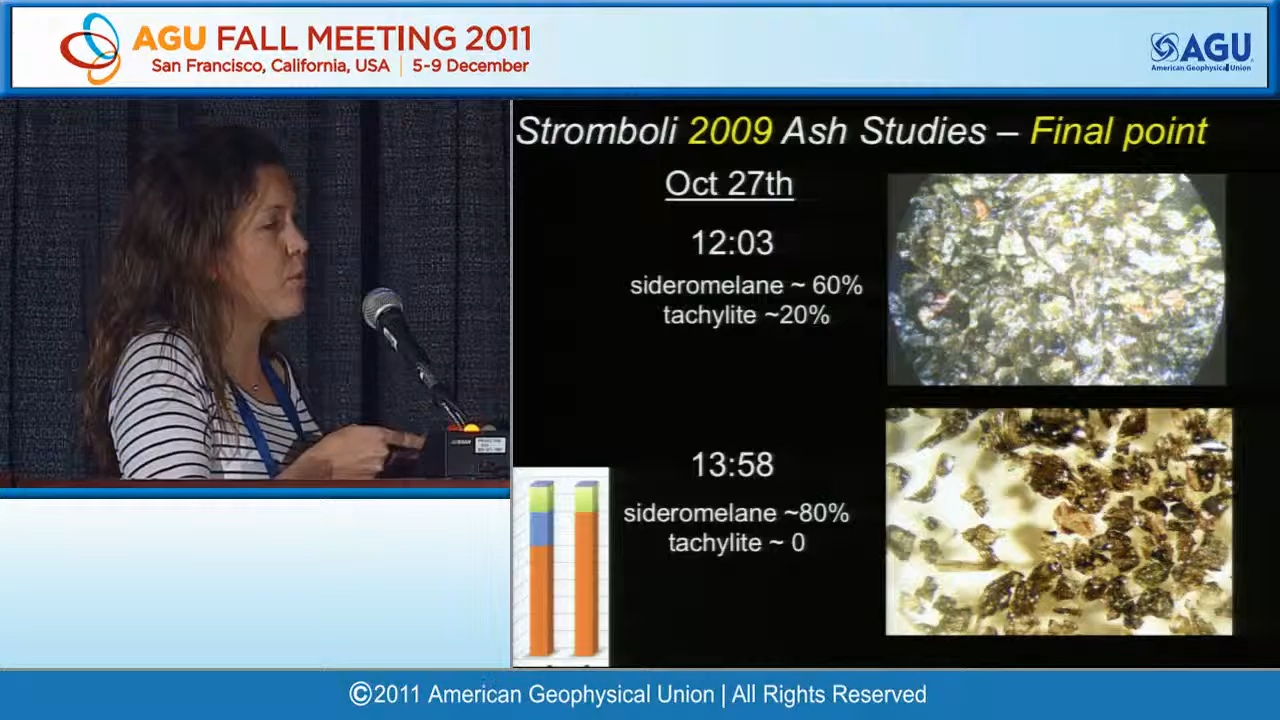 AGU FALL MEETING 2011
San Francisco, California, USA | 5-9 December
AGU
American Geophysical Union
Stromboli 2009 Ash Studies – Final point
Oct 27th
12:03
sideromelane ~ 60%
tachylite ~20%
13:58
sideromelane ~80%
tachylite ~ 0
©2011 American Geophysical Union | All Rights Reserved